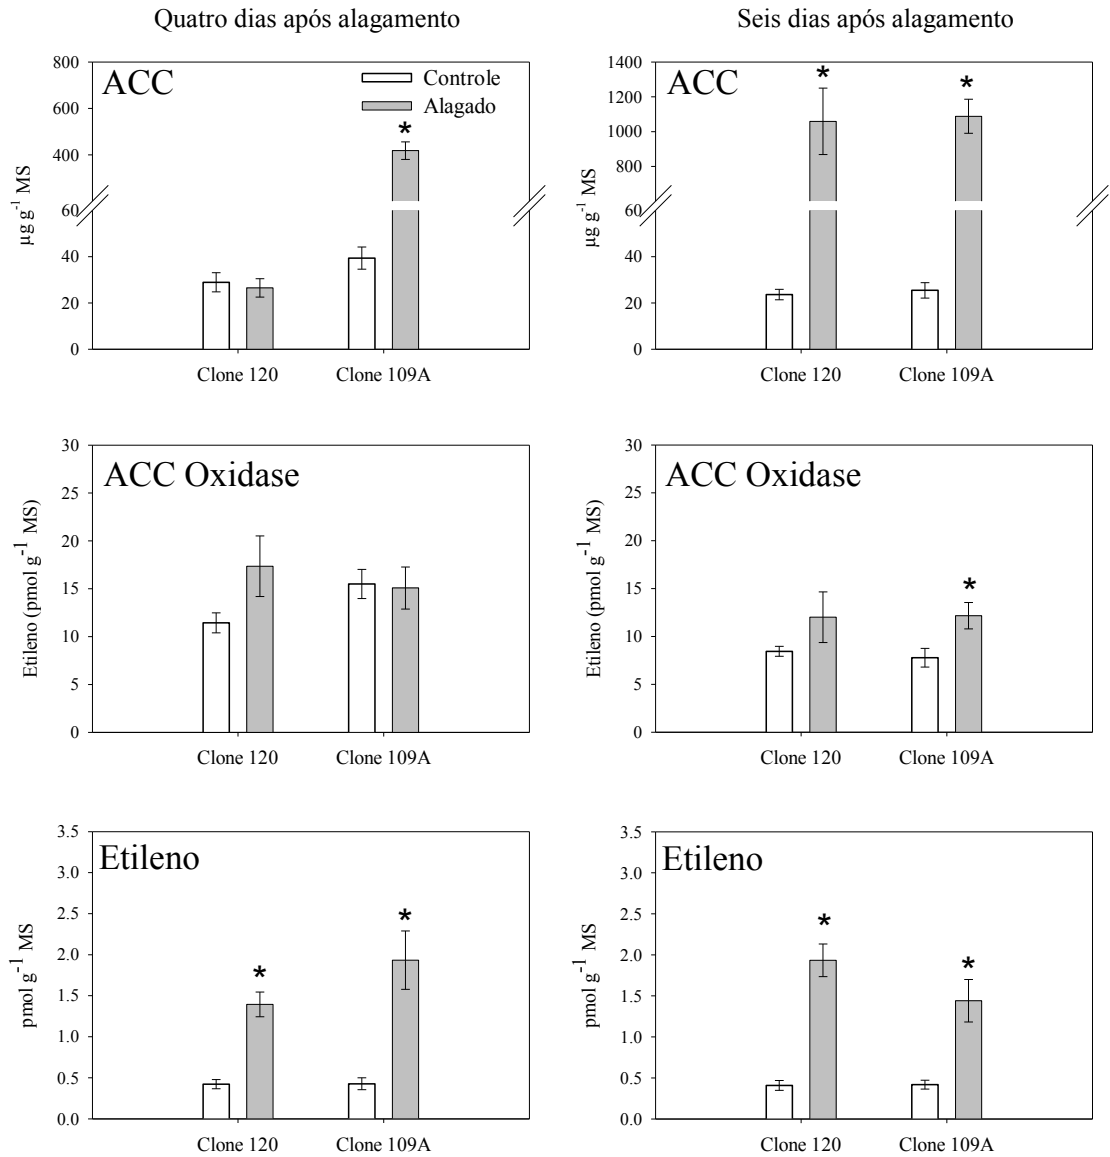 Quatro dias após alagamento
Seis dias após alagamento
ACC
Controle
Alagado
*
800
600
400
60
40
20
0
µg g-1 MS
Clone 120
Clone 109A
ACC
*
*
1400
1200
1000
800
60
40
20
0
µg g-1 MS
Clone 120
Clone 109A
ACC Oxidase
30
25
20
15
10
5
0
Etileno (pmol g-1 MS)
Clone 120
Clone 109A
ACC Oxidase
*
30
25
20
15
10
5
0
Etileno (pmol g-1 MS)
Clone 120
Clone 109A
Etileno
*
*
3.5
3.0
2.5
2.0
1.5
1.0
0.5
0.0
pmol g-1 MS
Clone 120
Clone 109A
Etileno
*
*
3.5
3.0
2.5
2.0
1.5
1.0
0.5
0.0
pmol g-1 MS
Clone 120
Clone 109A